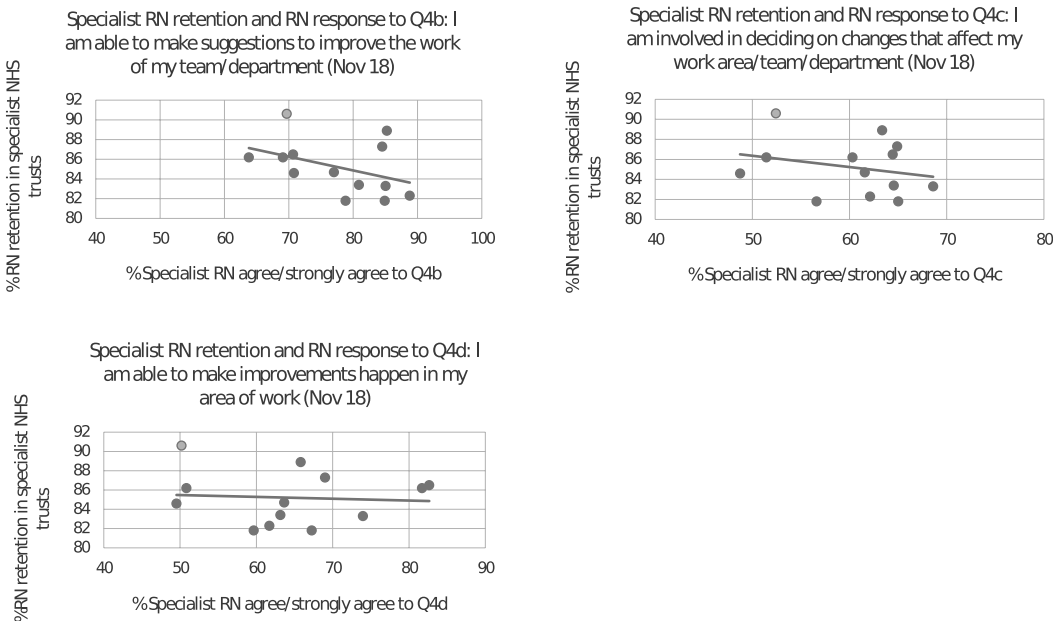 Specialist RN retention and RN response to Q4b: I
am able to make suggestions to improve the work
of my team/department (Nov 18)
%RN retention in specialist NHS
trusts
92
90
88
86
84
82
80
40 50 60 70 80 90 100
%Specialist RN agree/strongly agree to Q4b
Specialist RN retention and RN response to Q4c: I
am involved in deciding on changes that affect my
work area/team/department (Nov 18)
%RN retention in specialist NHS
trusts
92
90
88
86
84
82
80
40 50 60 70 80
%Specialist RN agree/strongly agree to Q4c
Specialist RN retention and RN response to Q4d: I
am able to make improvements happen in my
area of work (Nov 18)
%RN retention in specialist NHS
trusts
92
90
88
86
84
82
80
40 50 60 70 80 90
%Specialist RN agree/strongly agree to Q4d